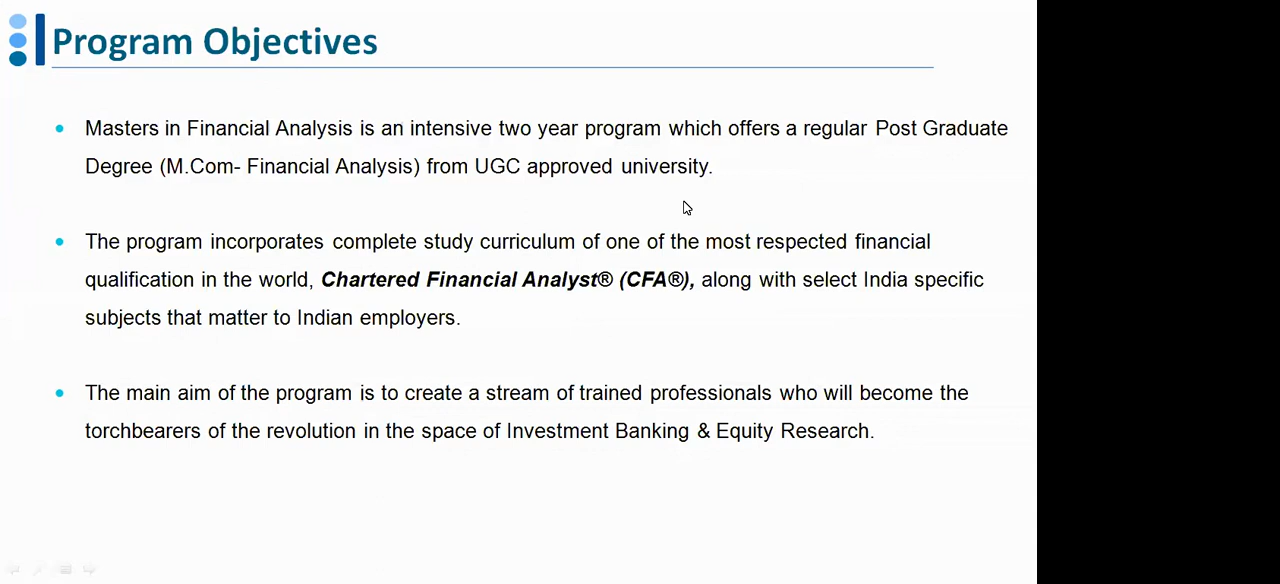 Program Objectives
Masters in Financial Analysis is an intensive two year program which offers a regular Post Graduate
Degree (M.Com- Financial Analysis) from UGC approved university.
The program incorporates complete study curriculum of one of the most respected financial
qualification in the world, Chartered Financial Analyst® (CFA®), along with select India specific
subjects that matter to Indian employers.
The main aim of the program is to create a stream of trained professionals who will become the
torchbearers of the revolution in the space of Investment Banking & Equity Research.